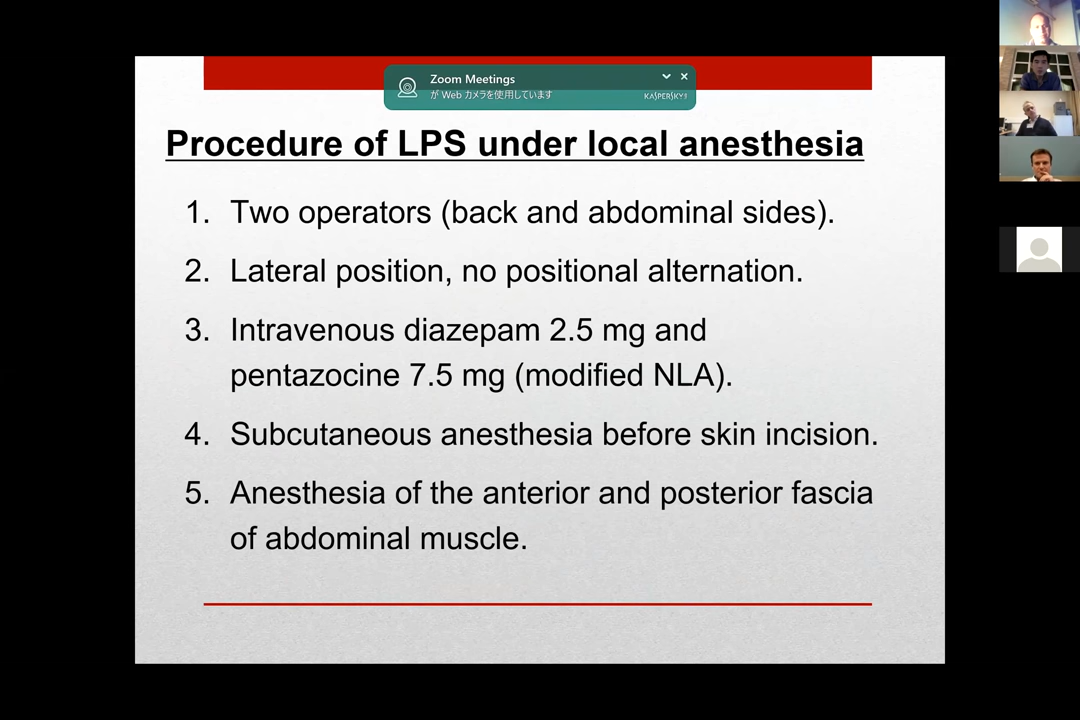 Zoom Meetings
が Web カメラを使用しています
KASPERSKY
Procedure of LPS under local anesthesia
1. Two operators (back and abdominal sides).
2. Lateral position, no positional alternation.
3. Intravenous diazepam 2.5 mg and
pentazocine 7.5 mg (modified NLA).
4. Subcutaneous anesthesia before skin incision.
5. Anesthesia of the anterior and posterior fascia
of abdominal muscle.